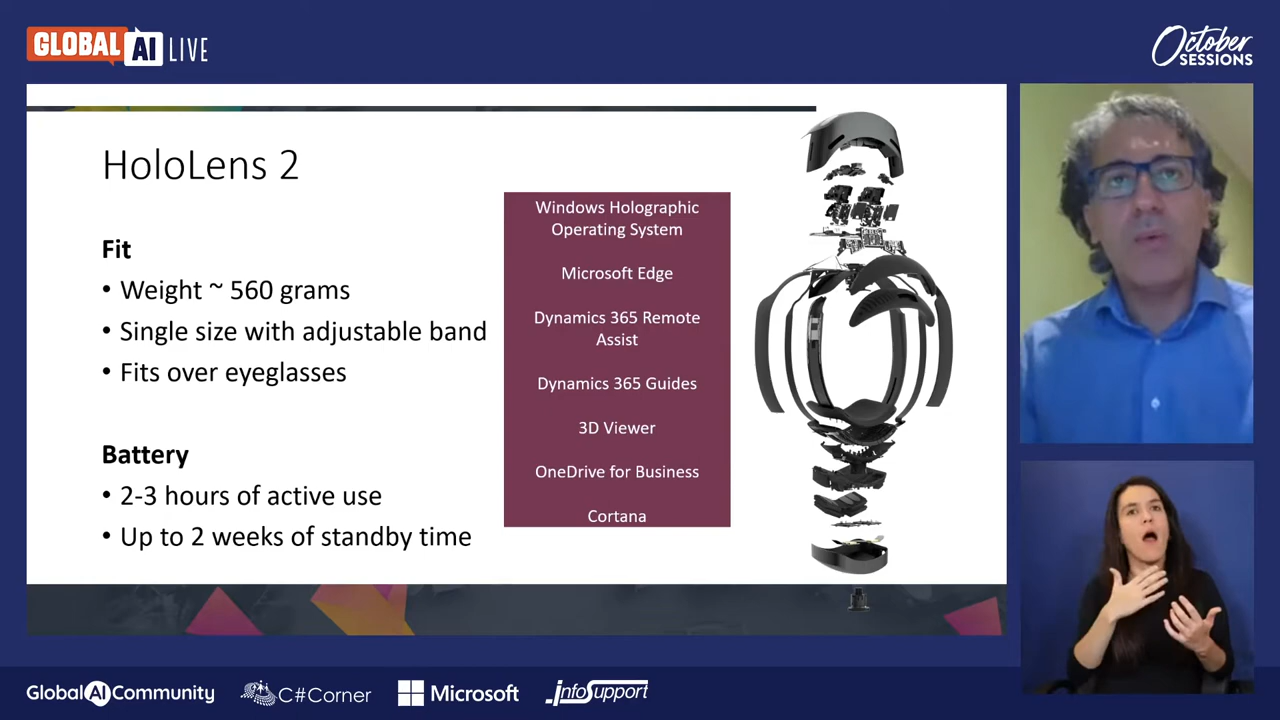 GLOBAL AI LIVE
October
SESSIONS
HoloLens 2
Fit
• Weight ~ 560 grams
• Single size with adjustable band
• Fits over eyeglasses
Battery
• 2-3 hours of active use
• Up to 2 weeks of standby time
Windows Holographic
Operating System
Microsoft Edge
Dynamics 365 Remote
Assist
Dynamics 365 Guides
3D Viewer
OneDrive for Business
Cortana
Global AI Community
C#Corner
Microsoft
infoSupport